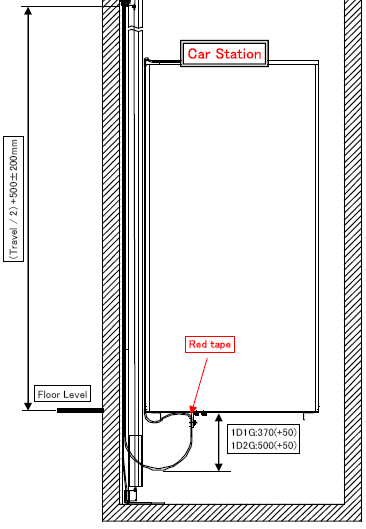 Car Station
(Travel / 2) +500±200mm
Red tape
Floor Level
1D1G:370(+50)
1D2G:500(+50)